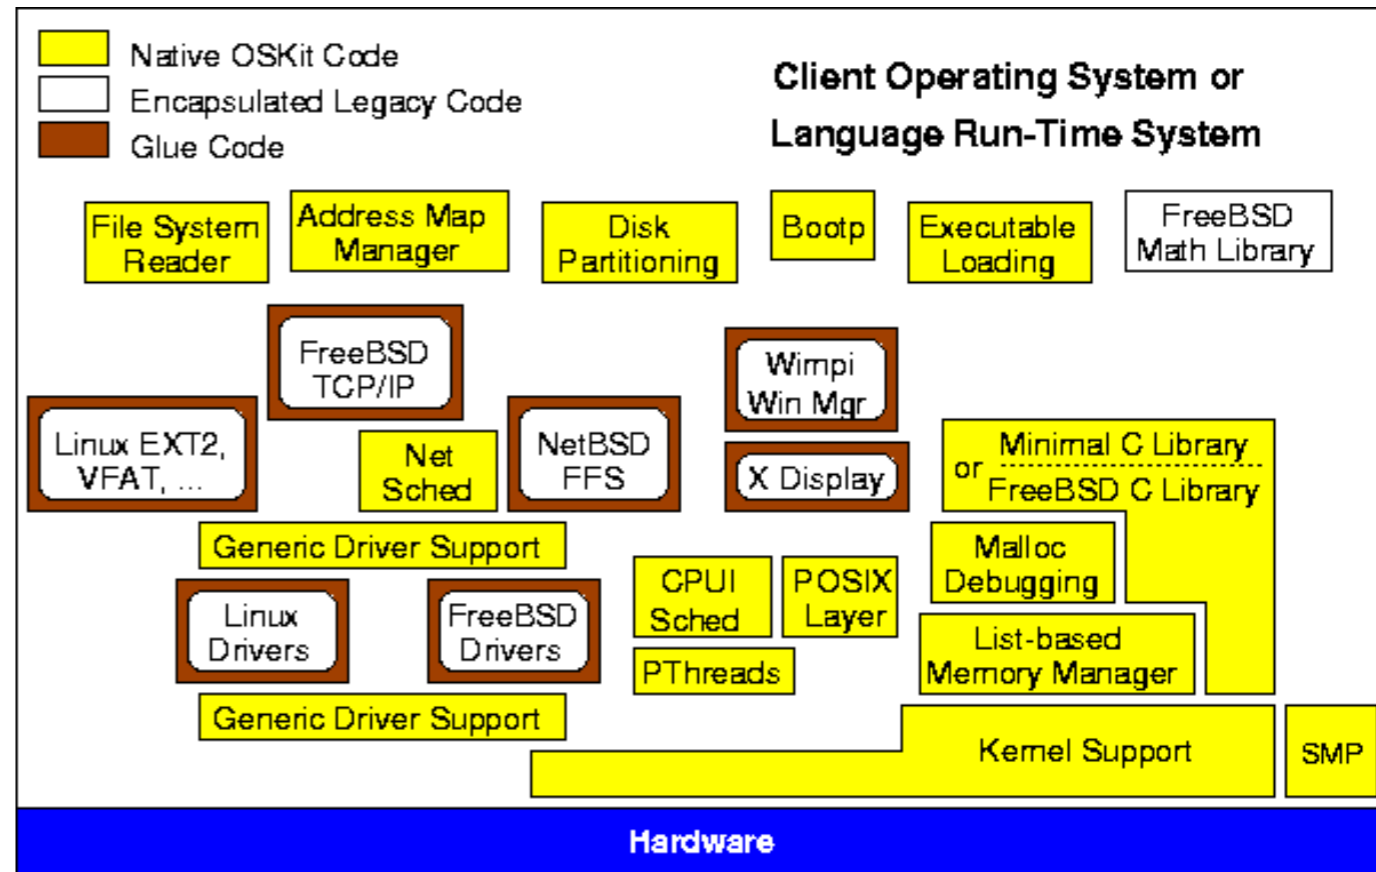 Native OSKit Code
Encapsulated Legacy Code
Glue Code
Client Operating System or
Language Run-Time System
File System
Reader
Address Map
Manager
Disk
Partitioning
Bootp
Executable
Loading
FreeBSD
Math Library
FreeBSD
TCP/IP
Wimpi
Win Mgr
Linux EXT2,
VFAT, ...
Net
Sched
NetBSD
FFS
X Display
or
Minimal C Library
FreeBSD C Library
Generic Driver Support
Malloc
Debugging
CPUI
Sched
POSIX
Layer
Linux
Drivers
FreeBSD
Drivers
List-based
Memory Manager
PThreads
Generic Driver Support
Kernel Support
SMP
Hardware